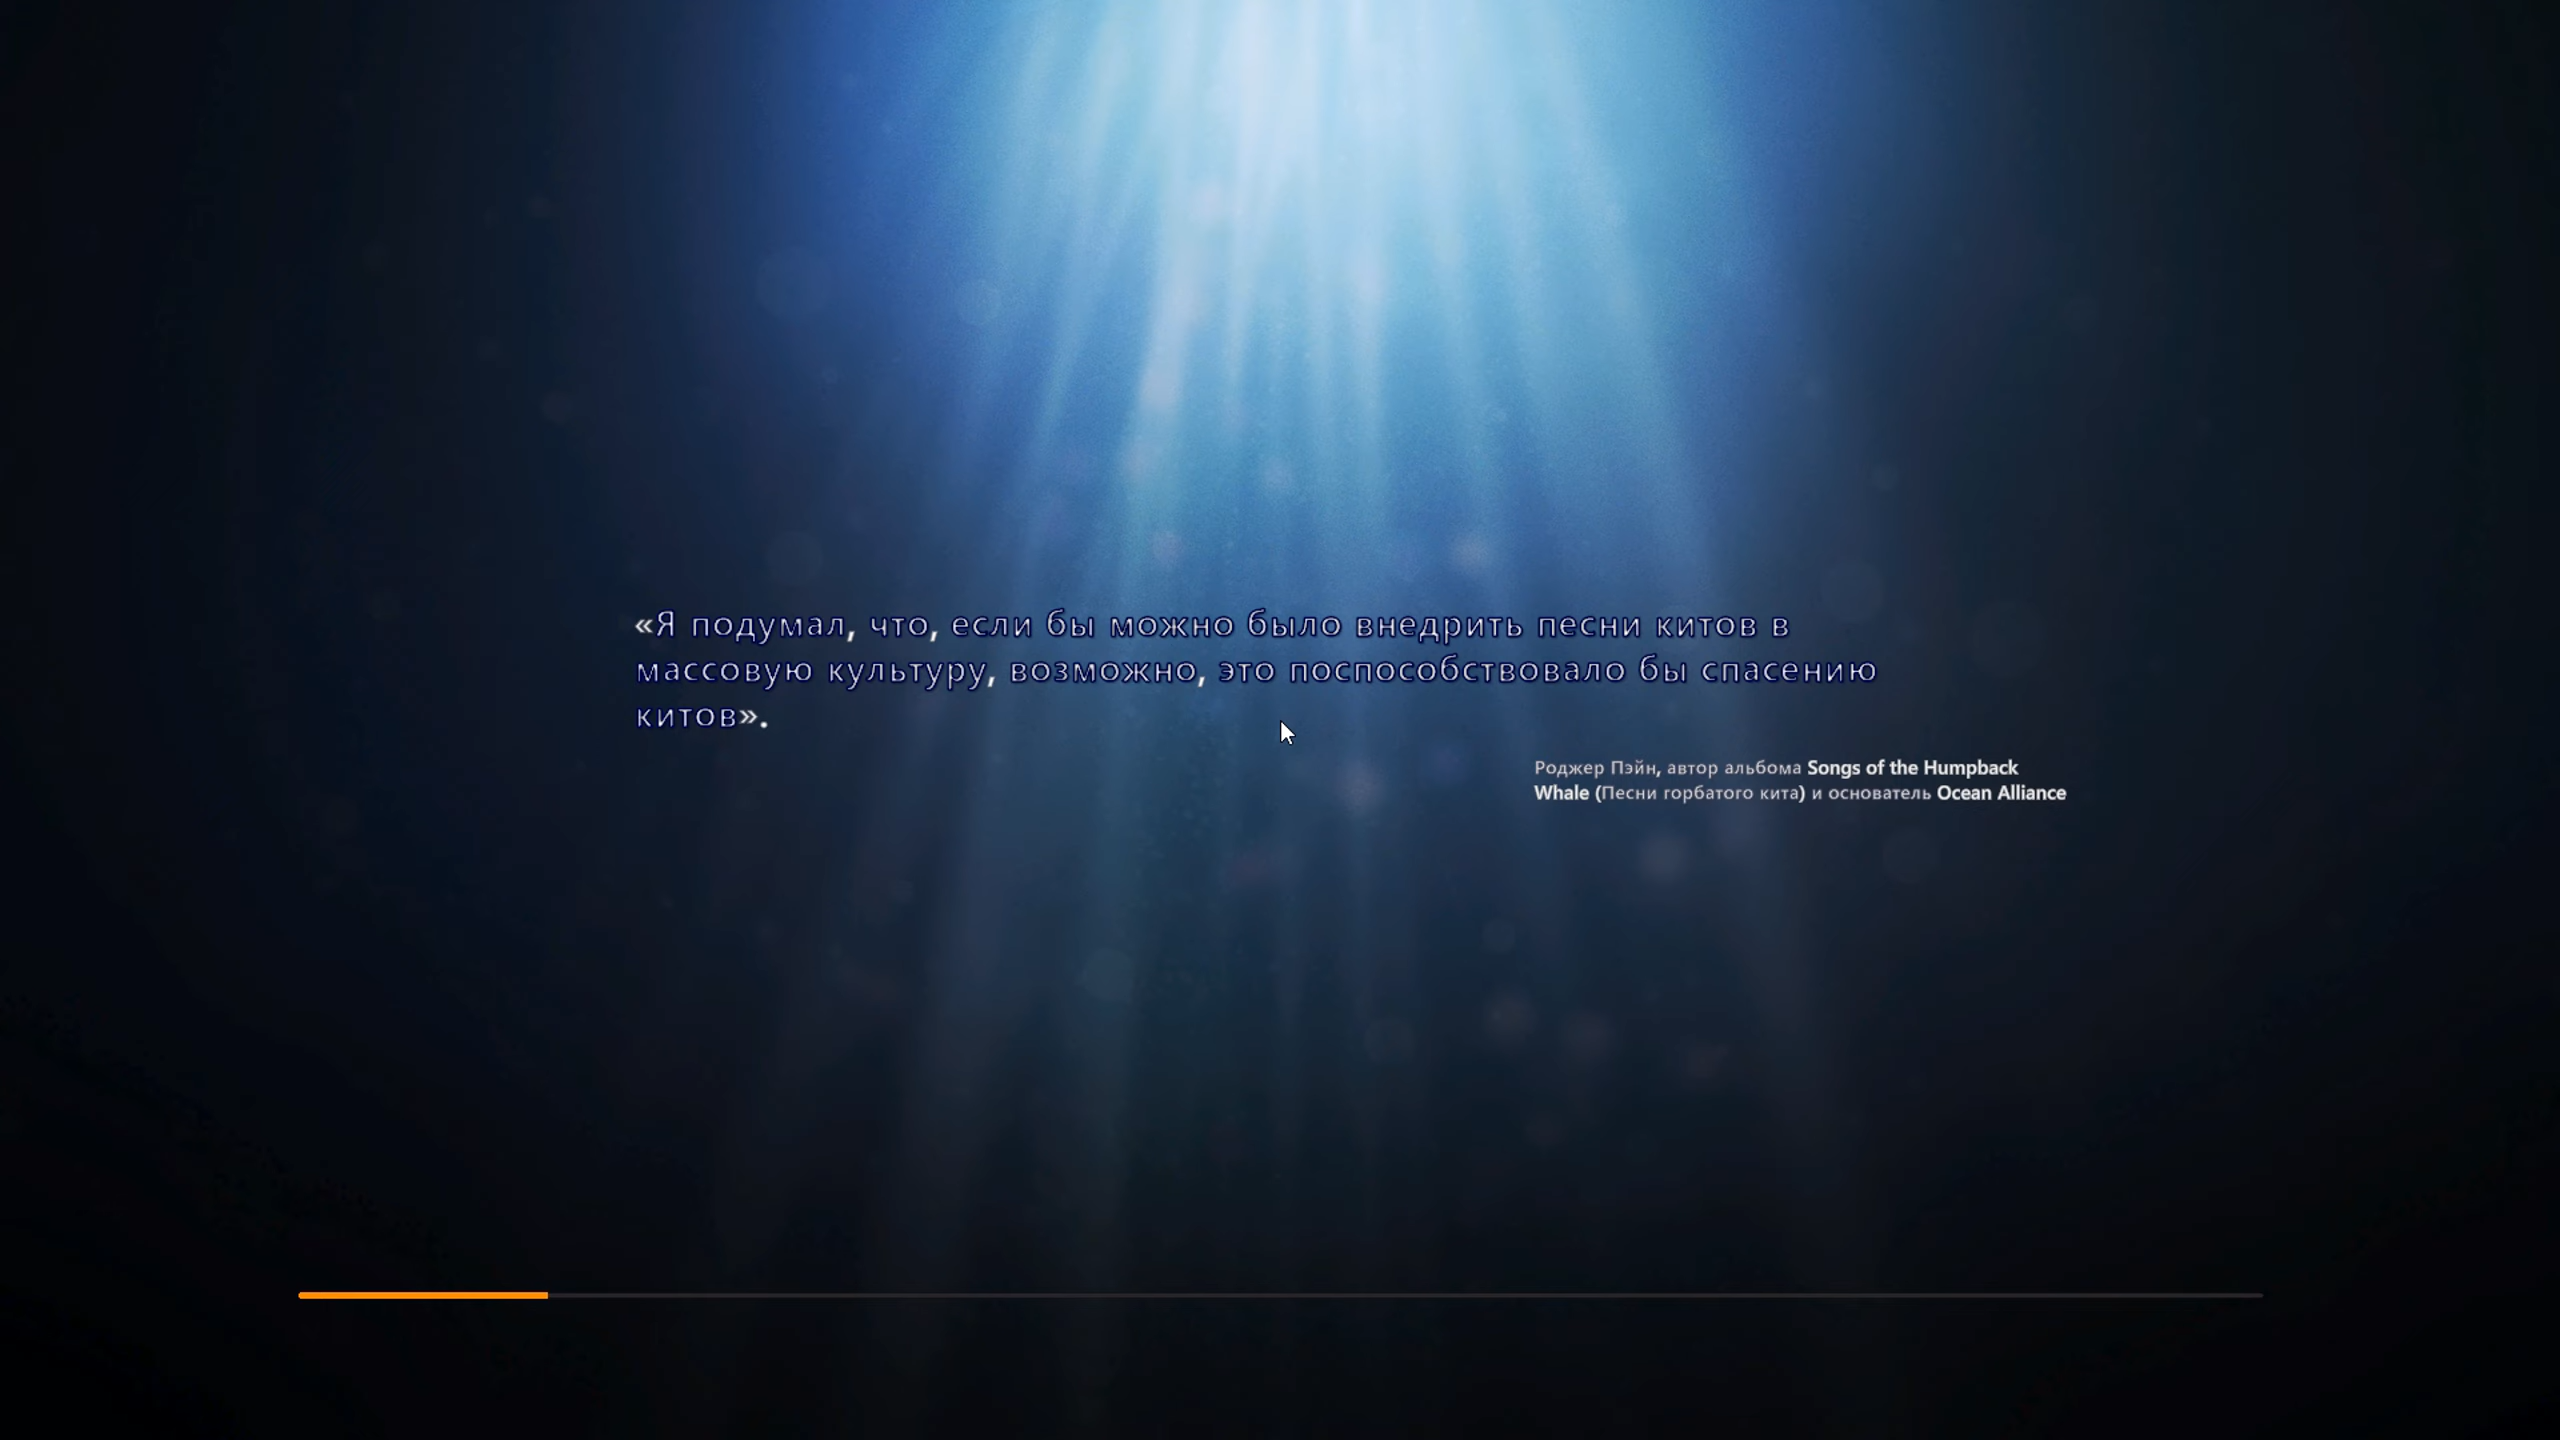 «Я подумал, что, если бы можно было внедрить песни китов в
массовую культуру, возможно, это поспособствовало бы спасению
китов».
Роджер Пэйн, автор альбома Songs of the Humpback
Whale (Песни горбатого кита) и основатель Ocean Alliance